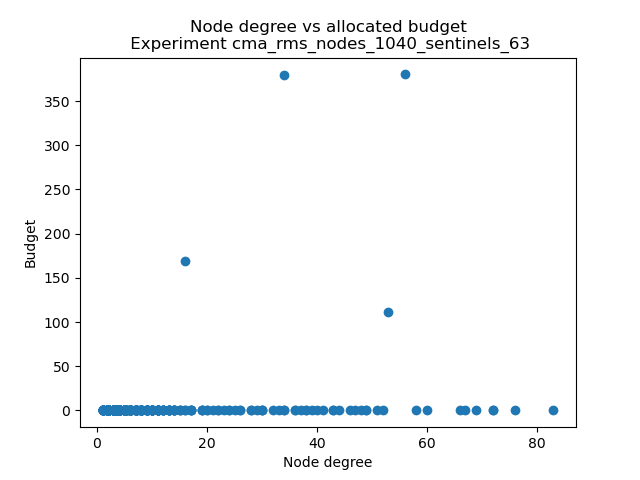 Node degree vs allocated budget
Experiment cma_rms_nodes_1040_sentinels_63
350
300
250
200
150
100
50
0
Budget
0 20 40 60 80
Node degree